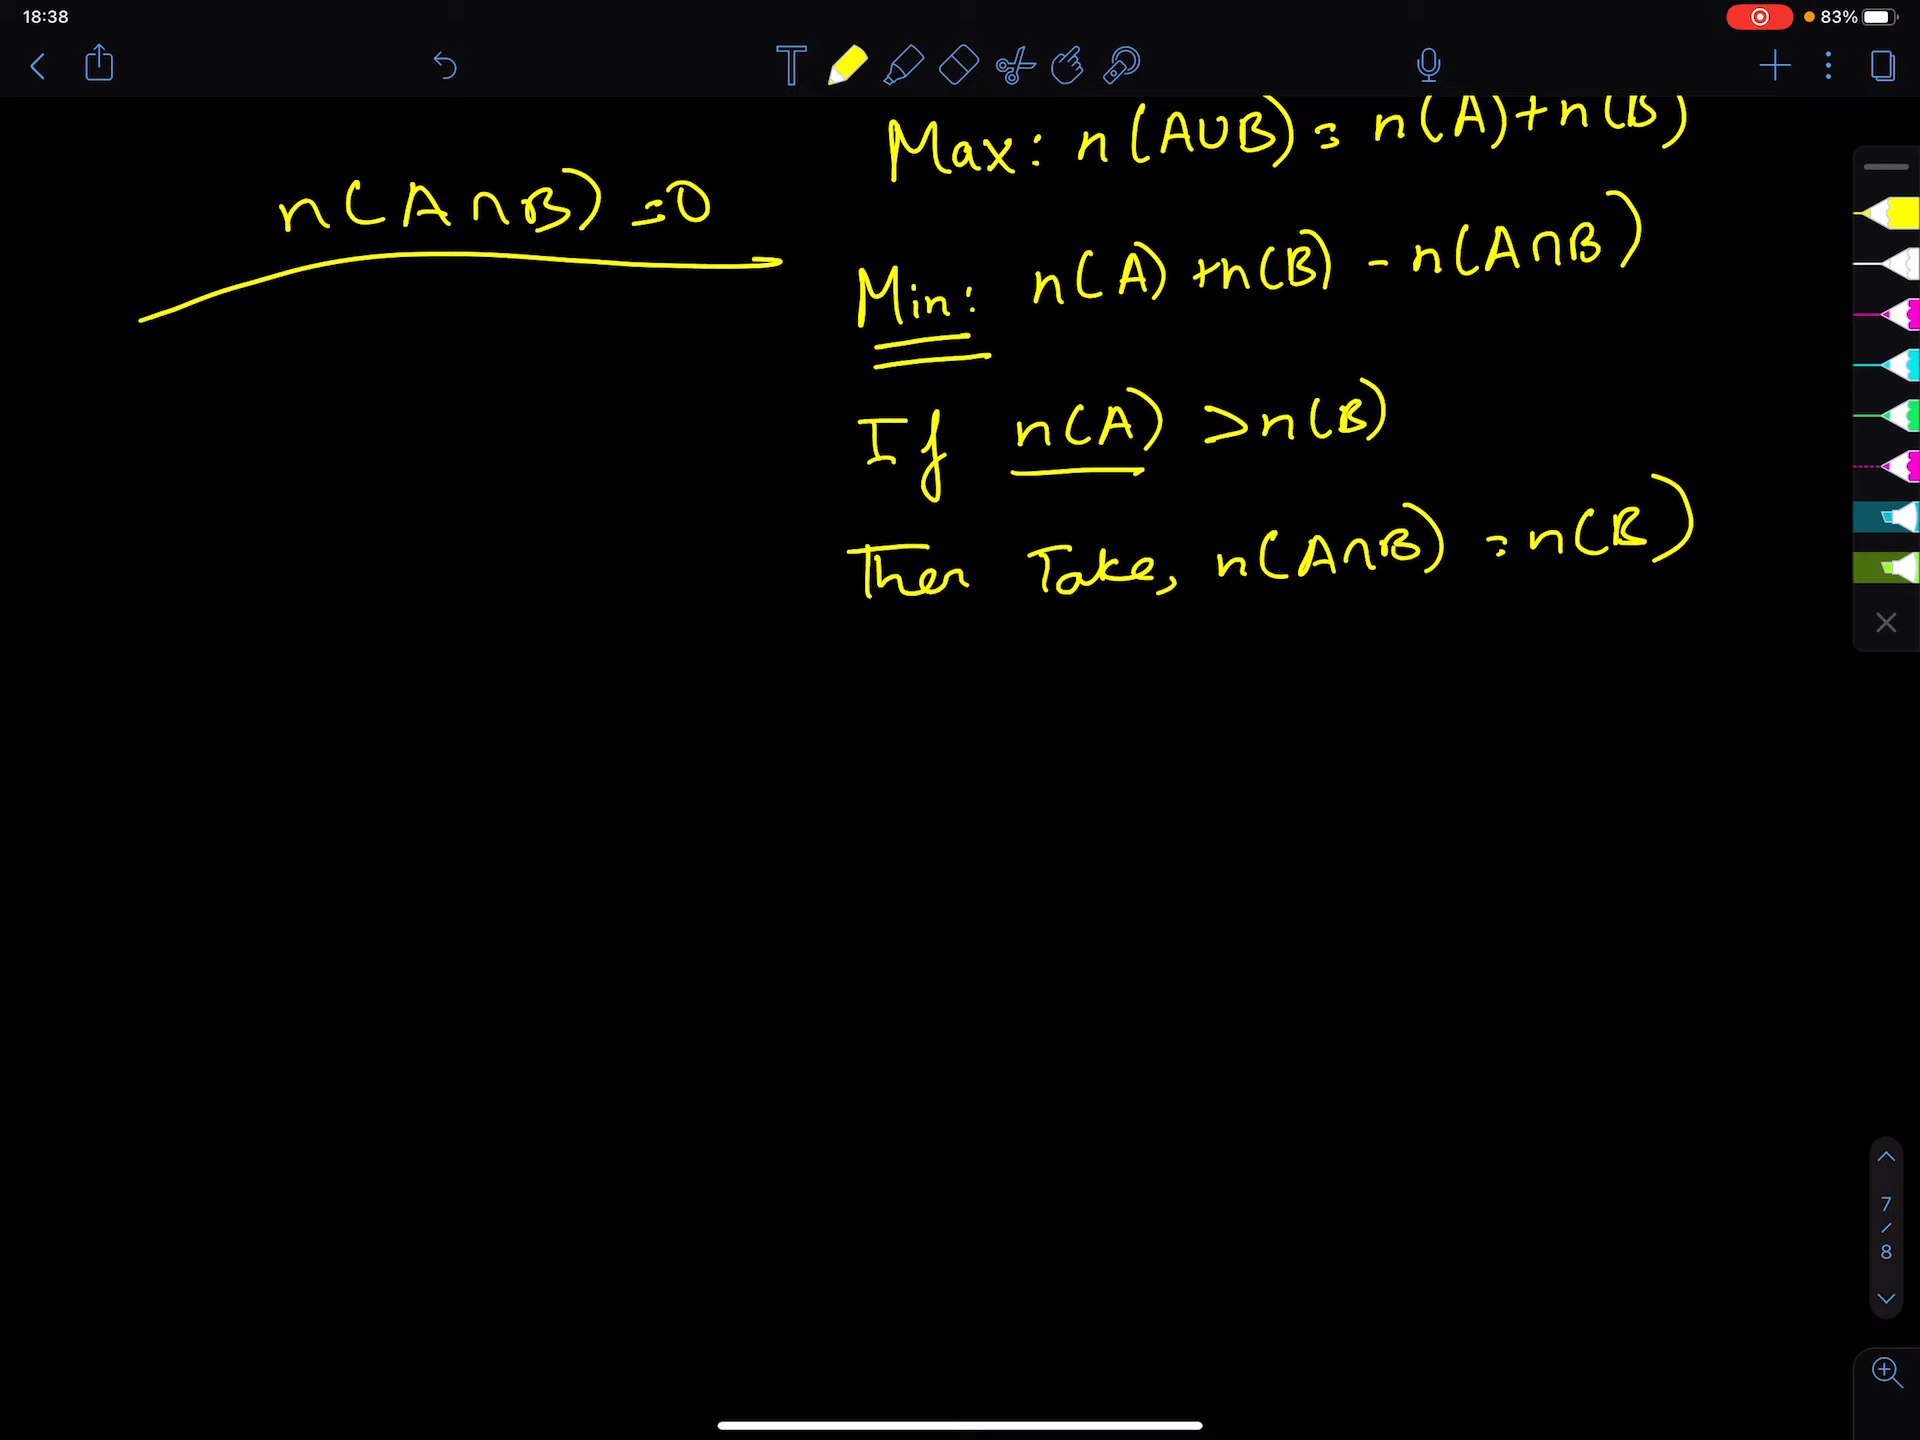 18:38
83%
n(A∩B) = 0
Max: n(A∪B) = n(A)+n(B)
Min: n(A)+n(B) - n(A∩B)
If n(A) > n(B)
Then Take, n(A∩B) = n(B)
7
/
8